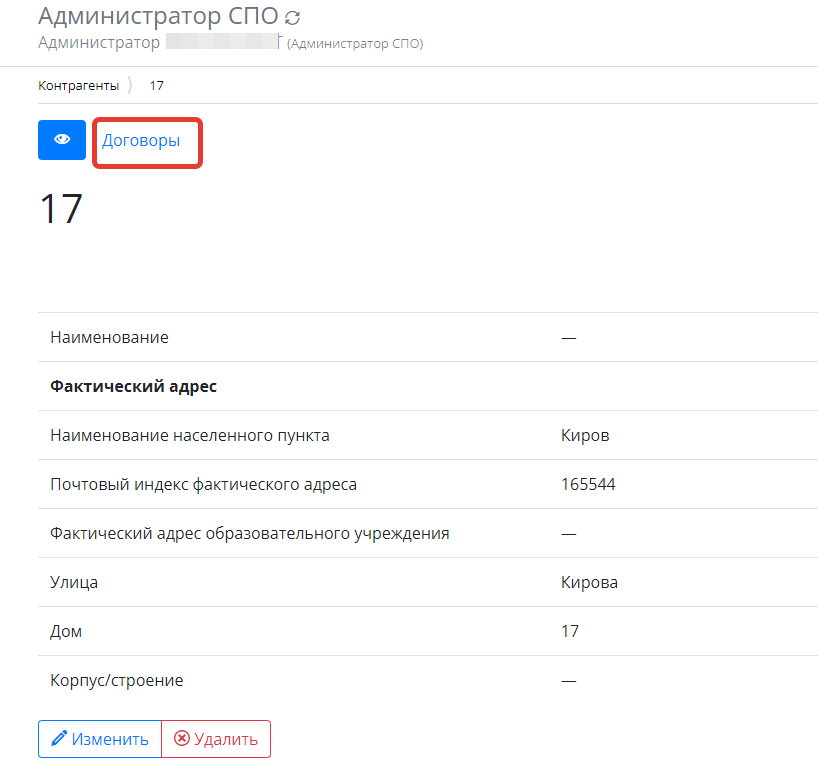 Администратор СПО
Администратор (Администратор СПО)
Контрагенты 17
Договоры
17
Наименование —
Фактический адрес
Наименование населенного пункта Киров
Почтовый индекс фактического адреса 165544
Фактический адрес образовательного учреждения —
Улица Кирова
Дом 17
Корпус/строение —
Изменить Удалить